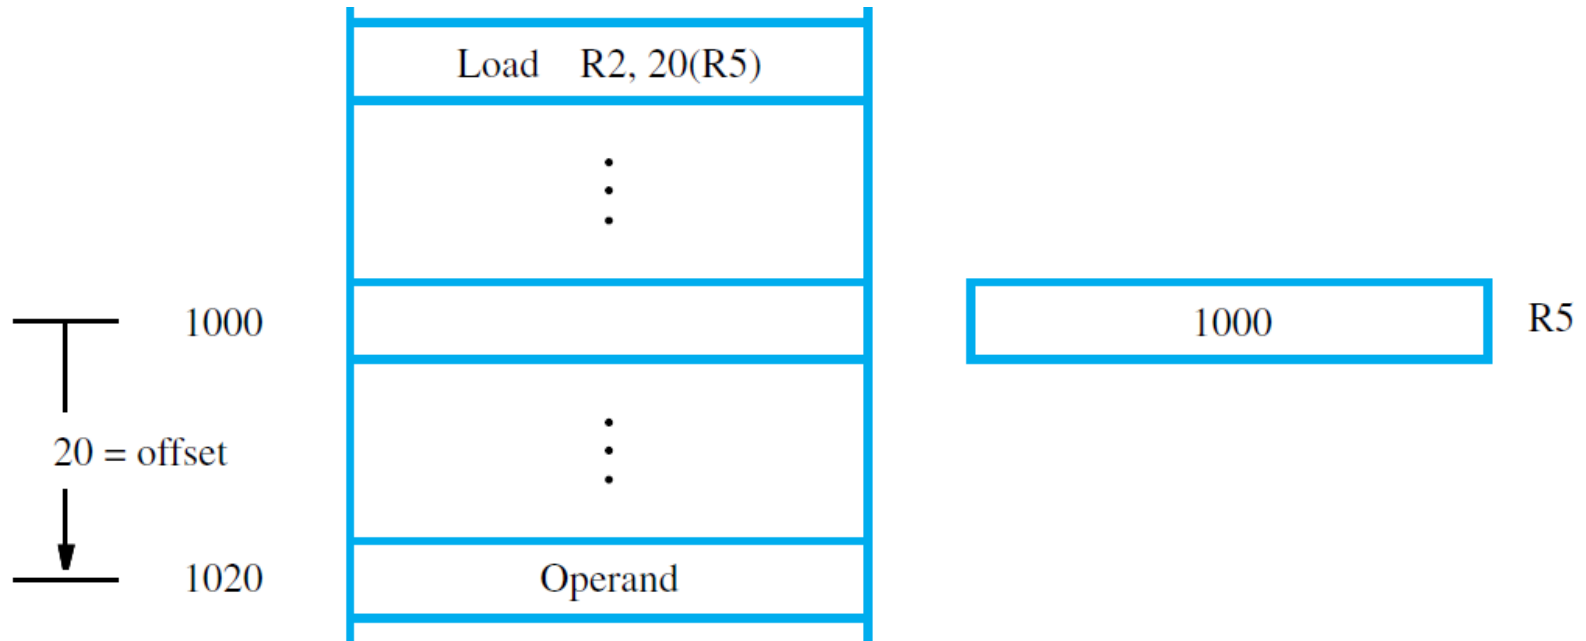 Load R2, 20(R5)
1000
1000
R5
20 = offset
1020
Operand